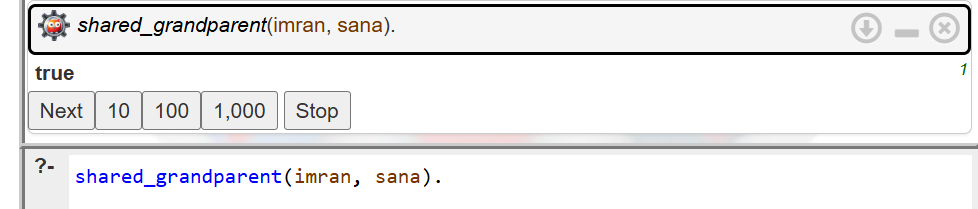 shared_grandparent(imran, sana).
true 1
Next 10 100 1,000 Stop
?- shared_grandparent(imran, sana).